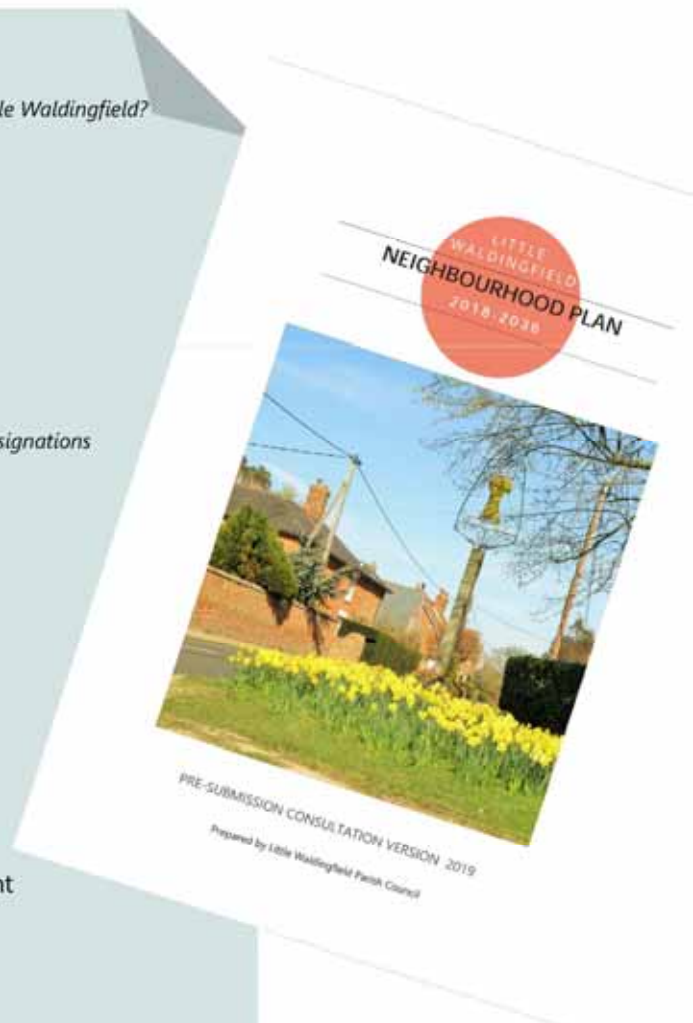 le Waldingfield?
LITTLE
WALDINGFIELD
NEIGHBOURHOOD PLAN
2018-2036
signations
PRE-SUBMISSION CONSULTATION VERSION 2019
Prepared by Little Waldingfield Parish Council
nt